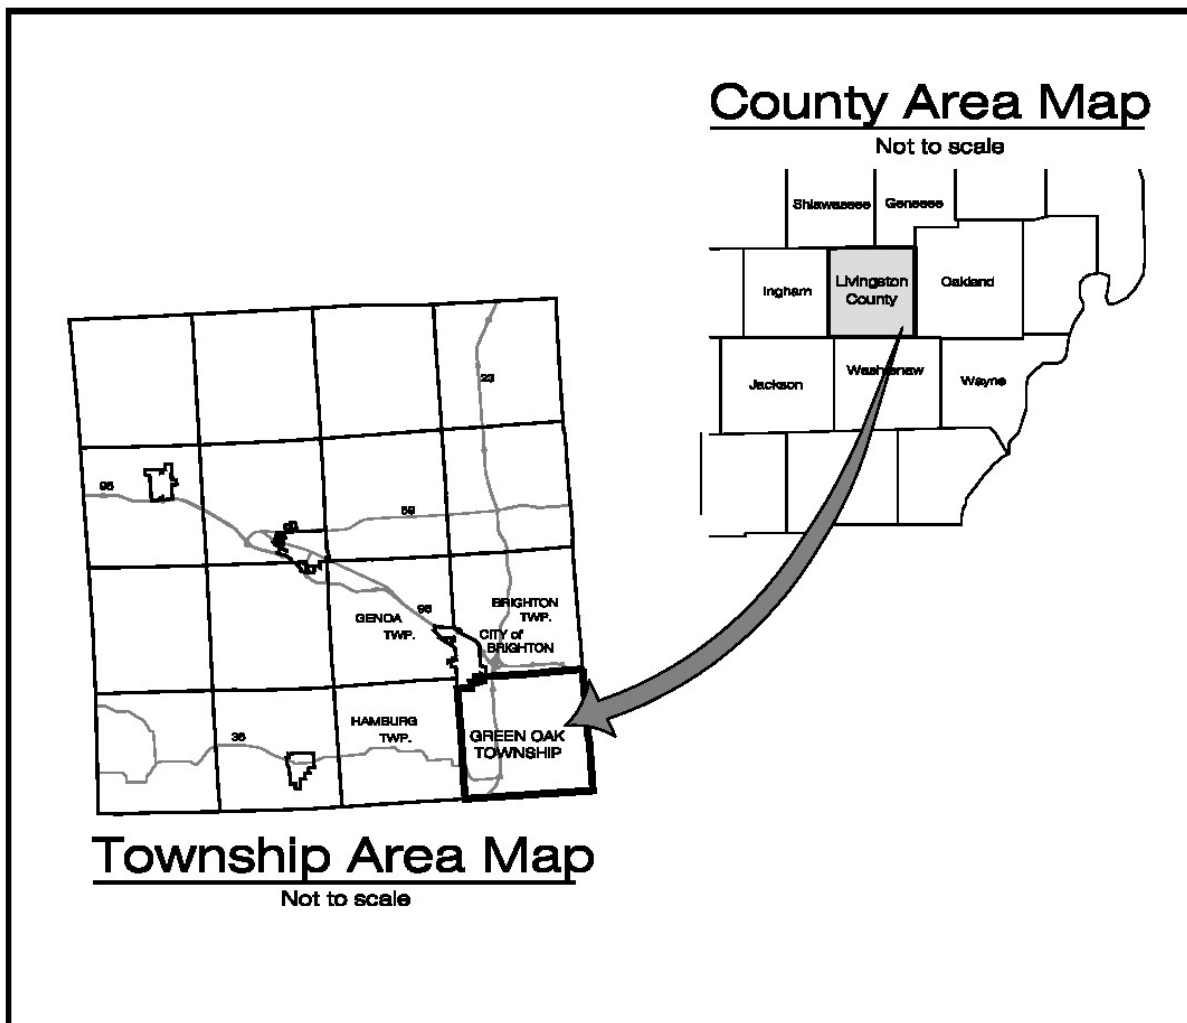 County Area Map
Not to scale
Shiawassee
Genesee
Ingham
Livingston
County
Oakland
Jackson
Washtenaw
Wayne
23
96
59
96
GENOA
TWP.
BRIGHTON
TWP.
CITY of
BRIGHTON
HAMBURG
TWP.
36
GREEN OAK
TOWNSHIP
Township Area Map
Not to scale